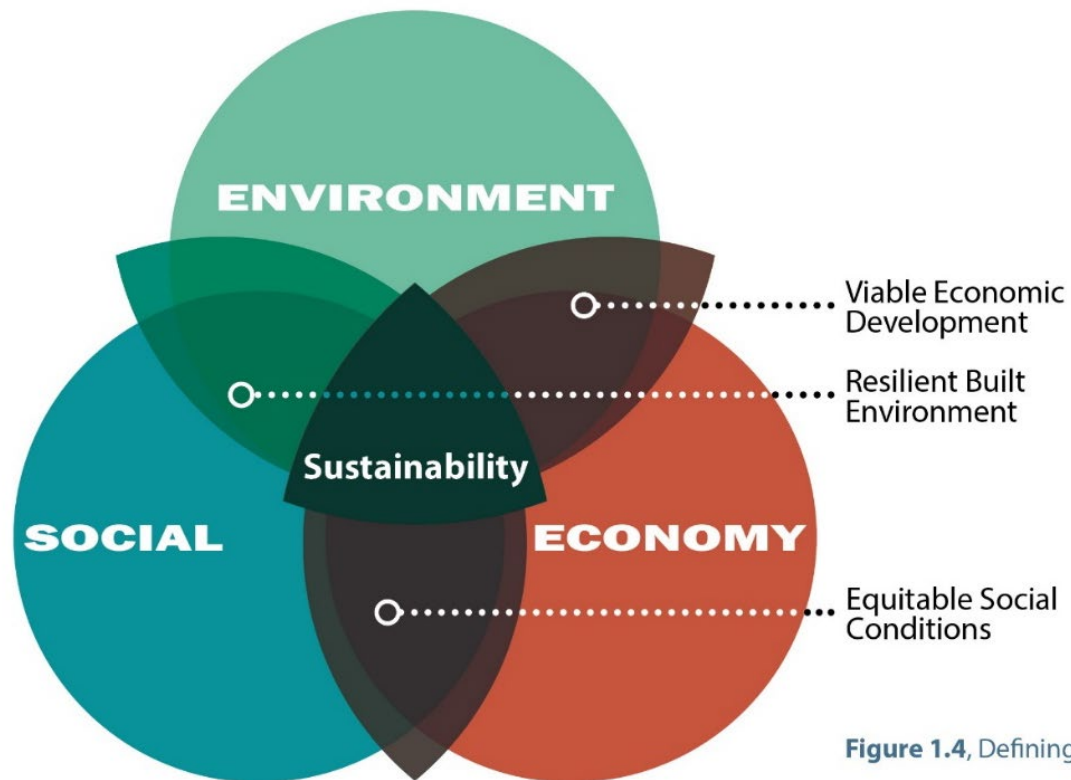 ENVIRONMENT
Viable Economic
Development
Resilient Built
Environment
Sustainability
SOCIAL
ECONOMY
Equitable Social
Conditions
Figure 1.4, Defining